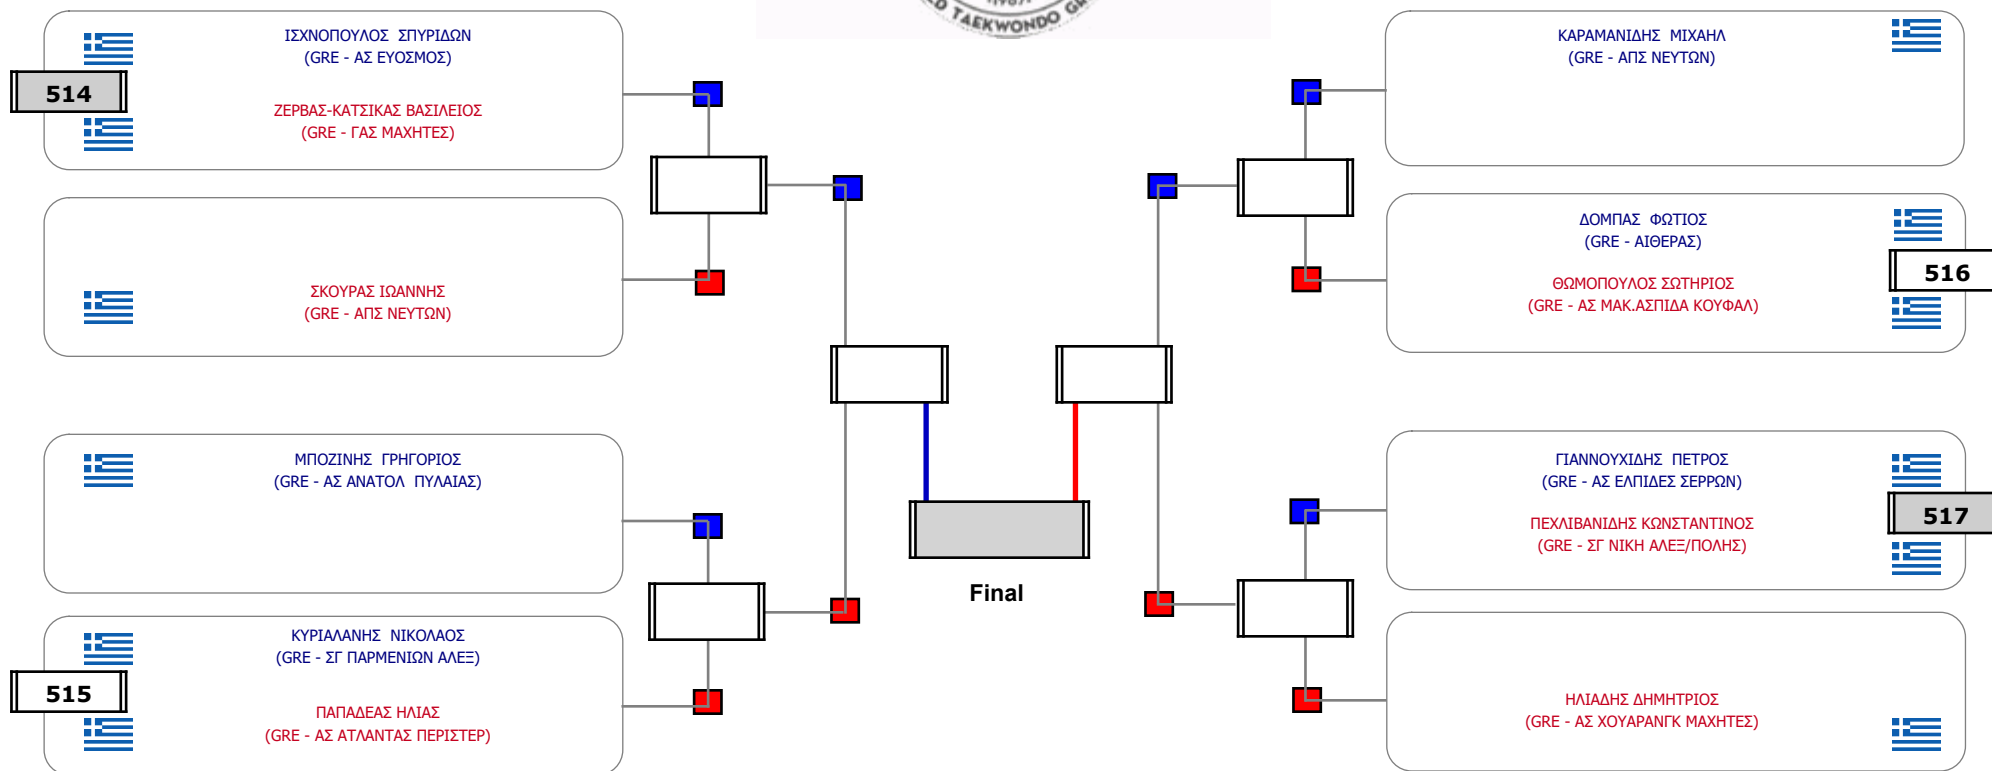 TAEKWONDO
514
ΙΣΧΝΟΠΟΥΛΟΣ ΣΠΥΡΙΔΩΝ
(GRE - ΑΣ ΕΥΟΣΜΟΣ)
ΖΕΡΒΑΣ-ΚΑΤΣΙΚΑΣ ΒΑΣΙΛΕΙΟΣ
(GRE - ΓΑΣ ΜΑΧΗΤΕΣ)
ΣΚΟΥΡΑΣ ΙΩΑΝΝΗΣ
(GRE - ΑΠΣ ΝΕΥΤΩΝ)
ΜΠΟΖΙΝΗΣ ΓΡΗΓΟΡΙΟΣ
(GRE - ΑΣ ΑΝΑΤΟΛ ΠΥΛΑΙΑΣ)
515
ΚΥΡΙΑΛΑΝΗΣ ΝΙΚΟΛΑΟΣ
(GRE - ΣΓ ΠΑΡΜΕΝΙΩΝ ΑΛΕΞ)
ΠΑΠΑΔΕΑΣ ΗΛΙΑΣ
(GRE - ΑΣ ΑΤΛΑΝΤΑΣ ΠΕΡΙΣΤΕΡ)
Final
ΚΑΡΑΜΑΝΙΔΗΣ ΜΙΧΑΗΛ
(GRE - ΑΠΣ ΝΕΥΤΩΝ)
ΔΟΜΠΑΣ ΦΩΤΙΟΣ
(GRE - ΑΙΘΕΡΑΣ)
516
ΘΩΜΟΠΟΥΛΟΣ ΣΩΤΗΡΙΟΣ
(GRE - ΑΣ ΜΑΚ.ΑΣΠΙΔΑ ΚΟΥΦΑΛ)
ΓΙΑΝΝΟΥΧΙΔΗΣ ΠΕΤΡΟΣ
(GRE - ΑΣ ΕΛΠΙΔΕΣ ΣΕΡΡΩΝ)
517
ΠΕΧΛΙΒΑΝΙΔΗΣ ΚΩΝΣΤΑΝΤΙΝΟΣ
(GRE - ΣΓ ΝΙΚΗ ΑΛΕΞ/ΠΟΛΗΣ)
ΗΛΙΑΔΗΣ ΔΗΜΗΤΡΙΟΣ
(GRE - ΑΣ ΧΟΥΑΡΑΝΓΚ ΜΑΧΗΤΕΣ)